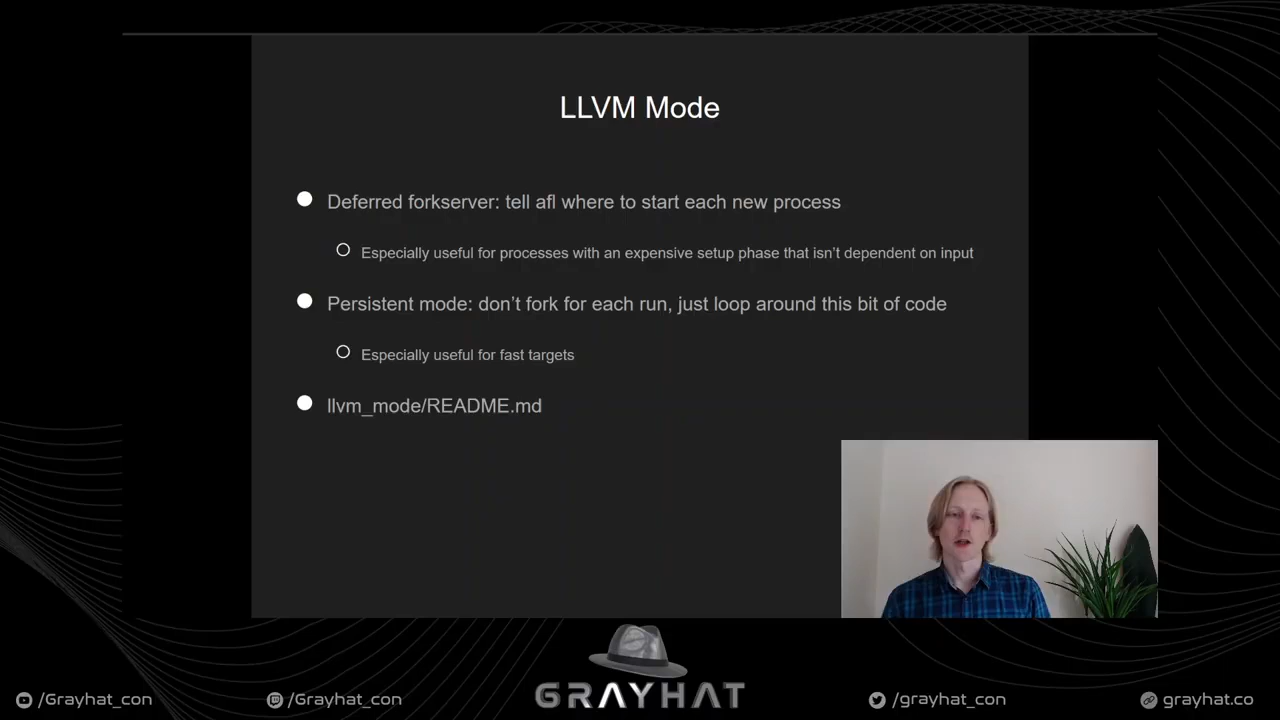 LLVM Mode
Deferred forkserver: tell afl where to start each new process
Especially useful for processes with an expensive setup phase that isn’t dependent on input
Persistent mode: don’t fork for each run, just loop around this bit of code
Especially useful for fast targets
llvm_mode/README.md
GRAYHAT
/Grayhat_con
/Grayhat_con
/grayhat_con
grayhat.co